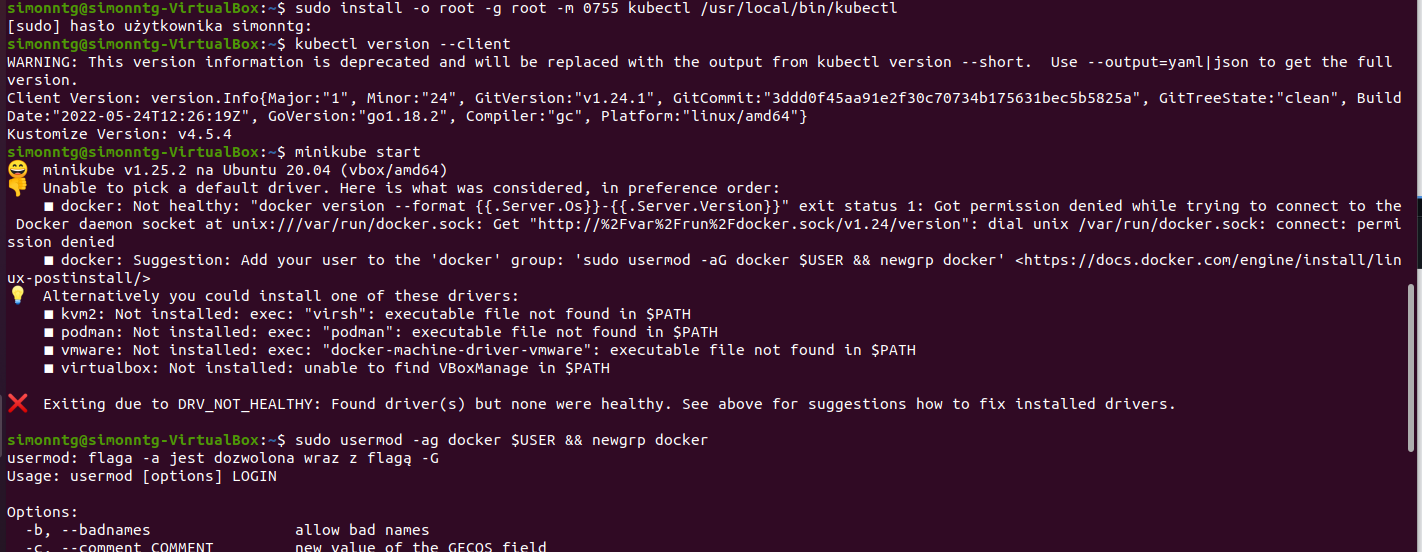 simonntg@simonntg-VirtualBox:~$ sudo install -o root -g root -m 0755 kubectl /usr/local/bin/kubectl
[sudo] hasło użytkownika simonntg:
simonntg@simonntg-VirtualBox:~$ kubectl version --client
WARNING: This version information is deprecated and will be replaced with the output from kubectl version --short.  Use --output=yaml|json to get the full
version.
Client Version: version.Info{Major:"1", Minor:"24", GitVersion:"v1.24.1", GitCommit:"3ddd0f45aa91e2f30c70734b175631bec5b5825a", GitTreeState:"clean", Build
Date:"2022-05-24T12:26:19Z", GoVersion:"go1.18.2", Compiler:"gc", Platform:"linux/amd64"}
Kustomize Version: v4.5.4
simonntg@simonntg-VirtualBox:~$ minikube start
😄  minikube v1.25.2 na Ubuntu 20.04 (vbox/amd64)
👎  Unable to pick a default driver. Here is what was considered, in preference order:
    ■ docker: Not healthy: "docker version --format {{.Server.Os}}-{{.Server.Version}}" exit status 1: Got permission denied while trying to connect to the
 Docker daemon socket at unix:///var/run/docker.sock: Get "http://%2Fvar%2Frun%2Fdocker.sock/v1.24/version": dial unix /var/run/docker.sock: connect: permi
ssion denied
    ■ docker: Suggestion: Add your user to the 'docker' group: 'sudo usermod -aG docker $USER && newgrp docker' <https://docs.docker.com/engine/install/lin
ux-postinstall/>
💡  Alternatively you could install one of these drivers:
    ■ kvm2: Not installed: exec: "virsh": executable file not found in $PATH
    ■ podman: Not installed: exec: "podman": executable file not found in $PATH
    ■ vmware: Not installed: exec: "docker-machine-driver-vmware": executable file not found in $PATH
    ■ virtualbox: Not installed: unable to find VBoxManage in $PATH
❌  Exiting due to DRV_NOT_HEALTHY: Found driver(s) but none were healthy. See above for suggestions how to fix installed drivers.
simonntg@simonntg-VirtualBox:~$ sudo usermod -ag docker $USER && newgrp docker
usermod: flaga -a jest dozwolona wraz z flagą -G
Usage: usermod [options] LOGIN
Options:
  -b, --badnames                allow bad names
  -c, --comment COMMENT         new value of the GECOS field